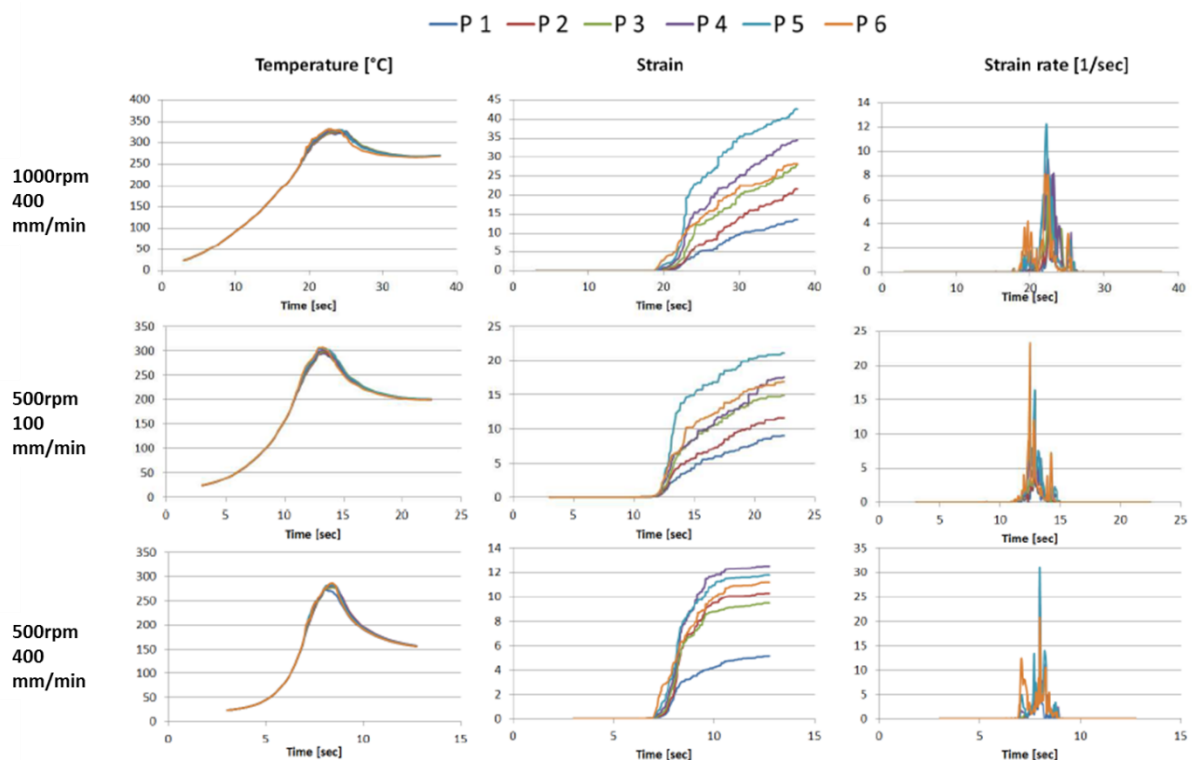 P 1 P 2 P 3 P 4 P 5 P 6
Temperature [°C] Strain Strain rate [1/sec]
1000rpm
400
mm/min
400
350
300
250
200
150
100
50
0
0 10 20 30 40
Time [sec]
45
40
35
30
25
20
15
10
5
0
0 10 20 30 40
Time [sec]
14
12
10
8
6
4
2
0
0 10 20 30 40
Time [sec]
500rpm
100
mm/min
350
300
250
200
150
100
50
0
0 5 10 15 20 25
Time [sec]
25
20
15
10
5
0
0 5 10 15 20 25
Time [sec]
25
20
15
10
5
0
0 5 10 15 20 25
Time [sec]
500rpm
400
mm/min
350
300
250
200
150
100
50
0
0 5 10 15
Time [sec]
14
12
10
8
6
4
2
0
0 5 10 15
Time [sec]
35
30
25
20
15
10
5
0
0 5 10 15
Time [sec]